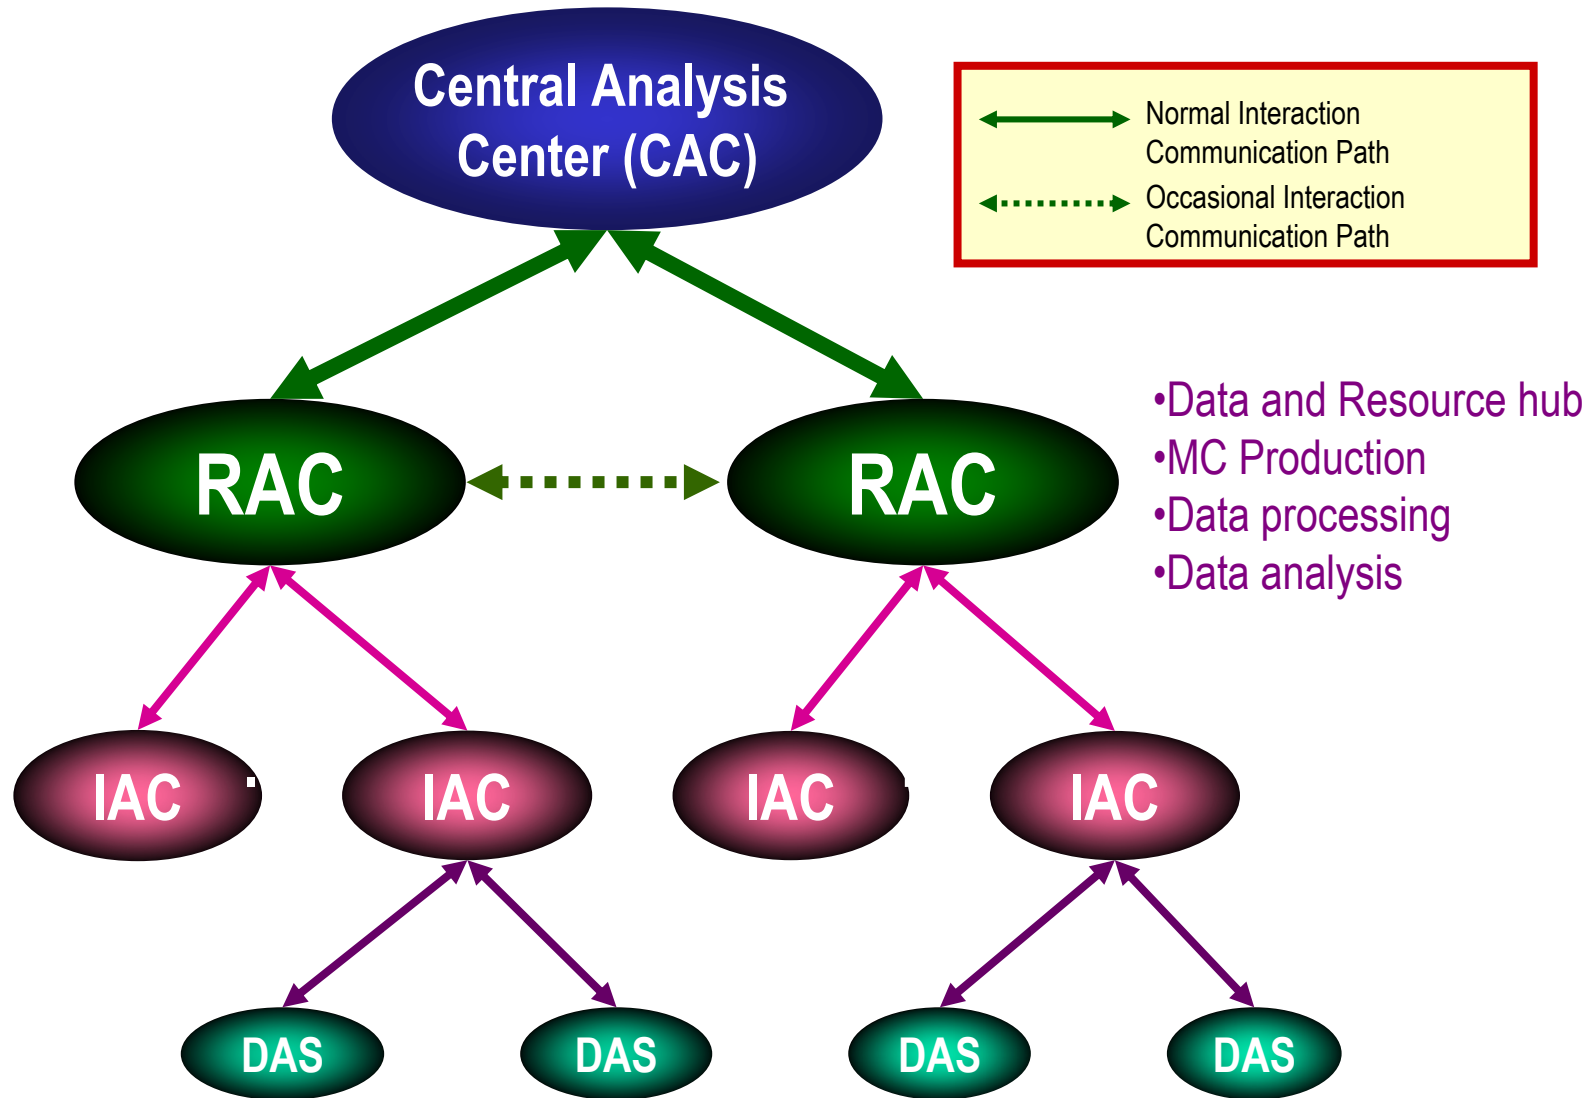 Central Analysis
Center (CAC)
Normal Interaction
Communication Path
Occasional Interaction
Communication Path
RAC
RAC
•Data and Resource hub
•MC Production
•Data processing
•Data analysis
IAC
IAC
IAC
IAC
DAS
DAS
DAS
DAS